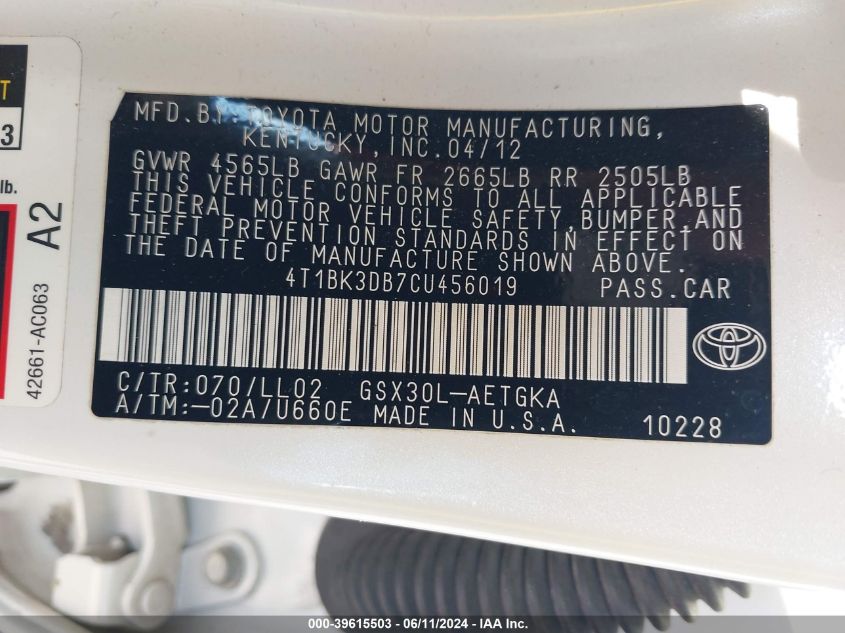 T
3
lb.
A2
42661-AC063
MFD.BY:TOYOTA MOTOR MANUFACTURING,
KENTUCKY,INC.04/12
GVWR 4565LB GAWR FR 2665LB RR 2505LB
THIS VEHICLE CONFORMS TO ALL APPLICABLE
FEDERAL MOTOR VEHICLE SAFETY,BUMPER,AND
THEFT PREVENTION STANDARDS IN EFFECT ON
THE DATE OF MANUFACTURE SHOWN ABOVE.
4T1BK3DB7CU456019 PASS.CAR
C/TR:070/LL02 GSX30L-AETGKA
A/TM:-02A/U660E MADE IN U.S.A.
10228
000-39615503 - 06/11/2024 - IAA Inc.